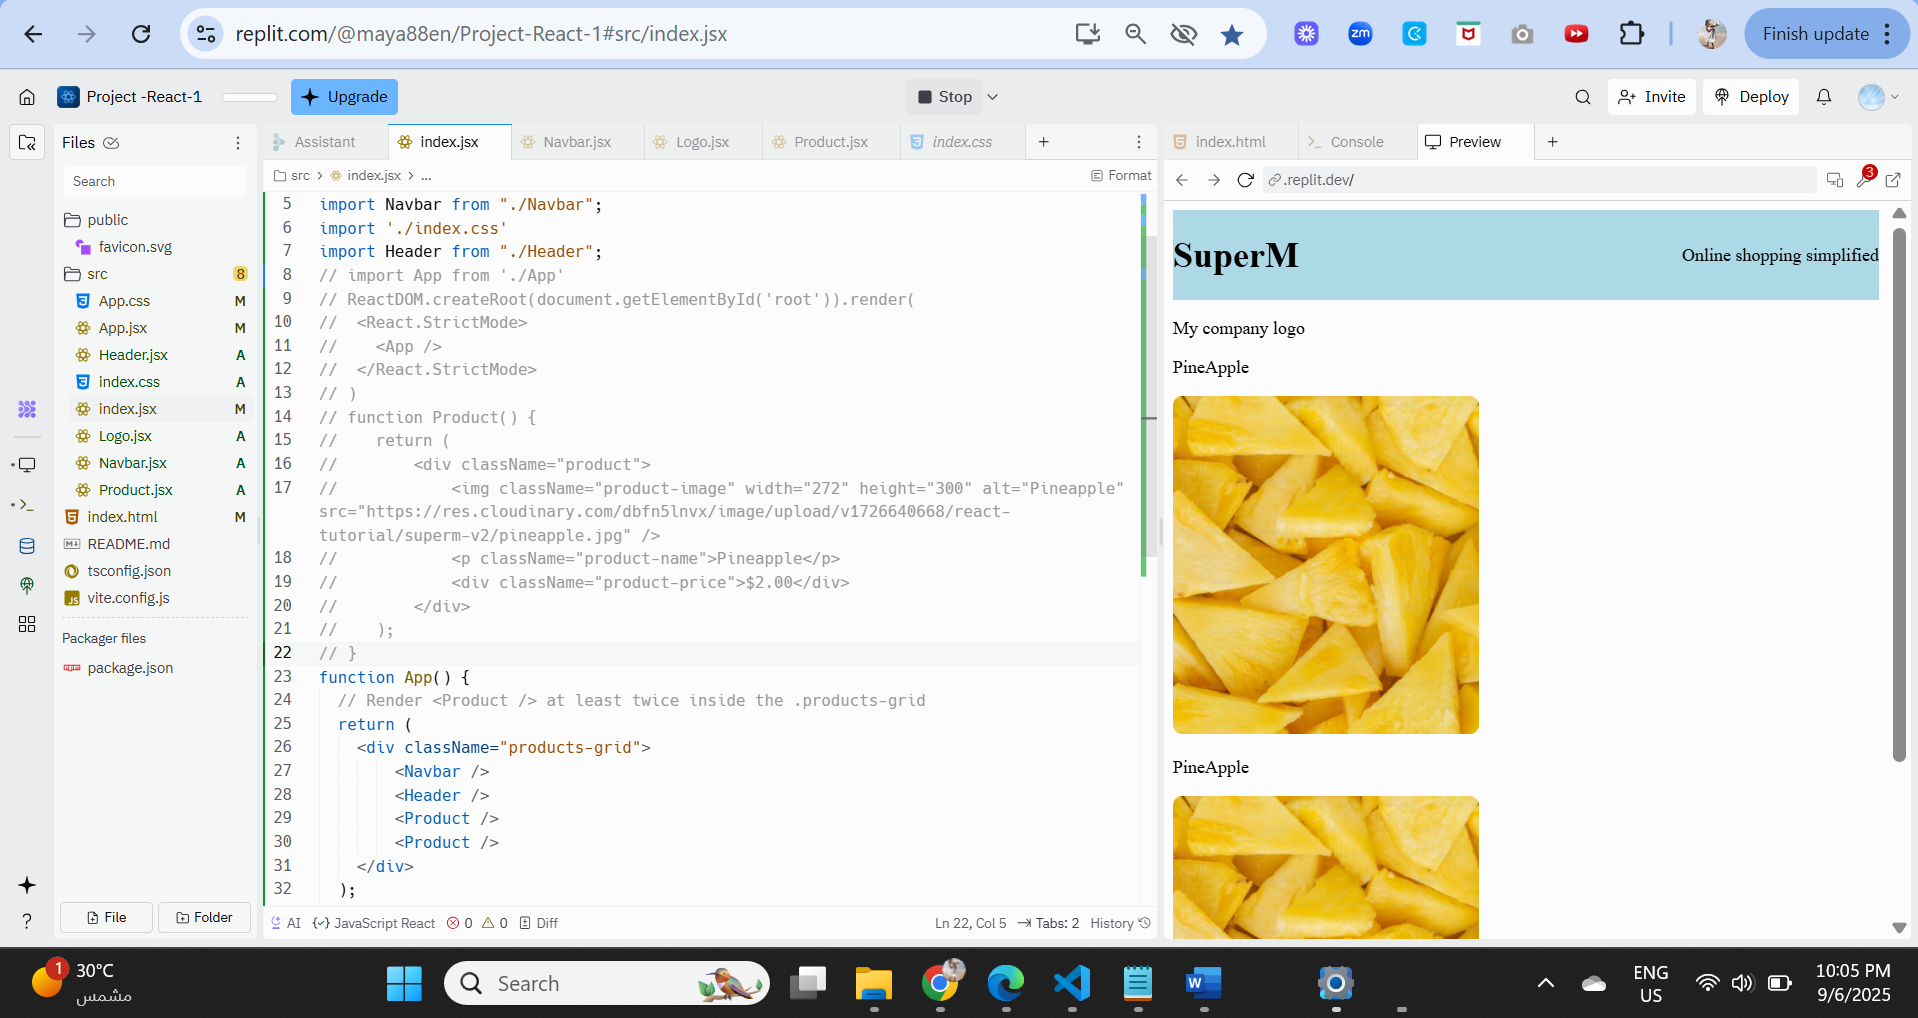 replit.com/@maya88en/Project-React-1#src/index.jsx
zm
Finish update
Project -React-1
Upgrade
Stop
Invite
Deploy
Files
Assistant
index.jsx
Navbar.jsx
Logo.jsx
Product.jsx
index.css
index.html
Console
Preview
Search
src
index.jsx
...
Format
.replit.dev/
3
public
favicon.svg
src
8
App.css
M
App.jsx
M
Header.jsx
A
index.css
A
index.jsx
M
Logo.jsx
A
Navbar.jsx
A
Product.jsx
A
index.html
M
README.md
tsconfig.json
JS vite.config.js
Packager files
package.json
File
Folder
5 import Navbar from "./Navbar";
6 import './index.css'
7 import Header from "./Header";
8 // import App from './App'
9 // ReactDOM.createRoot(document.getElementById('root')).render(
10 //  <React.StrictMode>
11 //    <App />
12 //  </React.StrictMode>
13 // )
14 // function Product() {
15 //    return (
16 //        <div className="product">
17 //            <img className="product-image" width="272" height="300" alt="Pineapple"
src="https://res.cloudinary.com/dbfn5lnvx/image/upload/v1726640668/react-
tutorial/superm-v2/pineapple.jpg" />
18 //            <p className="product-name">Pineapple</p>
19 //            <div className="product-price">$2.00</div>
20 //        </div>
21 //    );
22 // }
23 function App() {
24   // Render <Product /> at least twice inside the .products-grid
25   return (
26     <div className="products-grid">
27         <Navbar />
28         <Header />
29         <Product />
30         <Product />
31     </div>
32   );
AI
JavaScript React
0
0
Diff
Ln 22, Col 5
Tabs: 2
History
SuperM
Online shopping simplified
My company logo
PineApple
PineApple
1
30°C
مشمس
Search
W
ENG
US
10:05 PM
9/6/2025